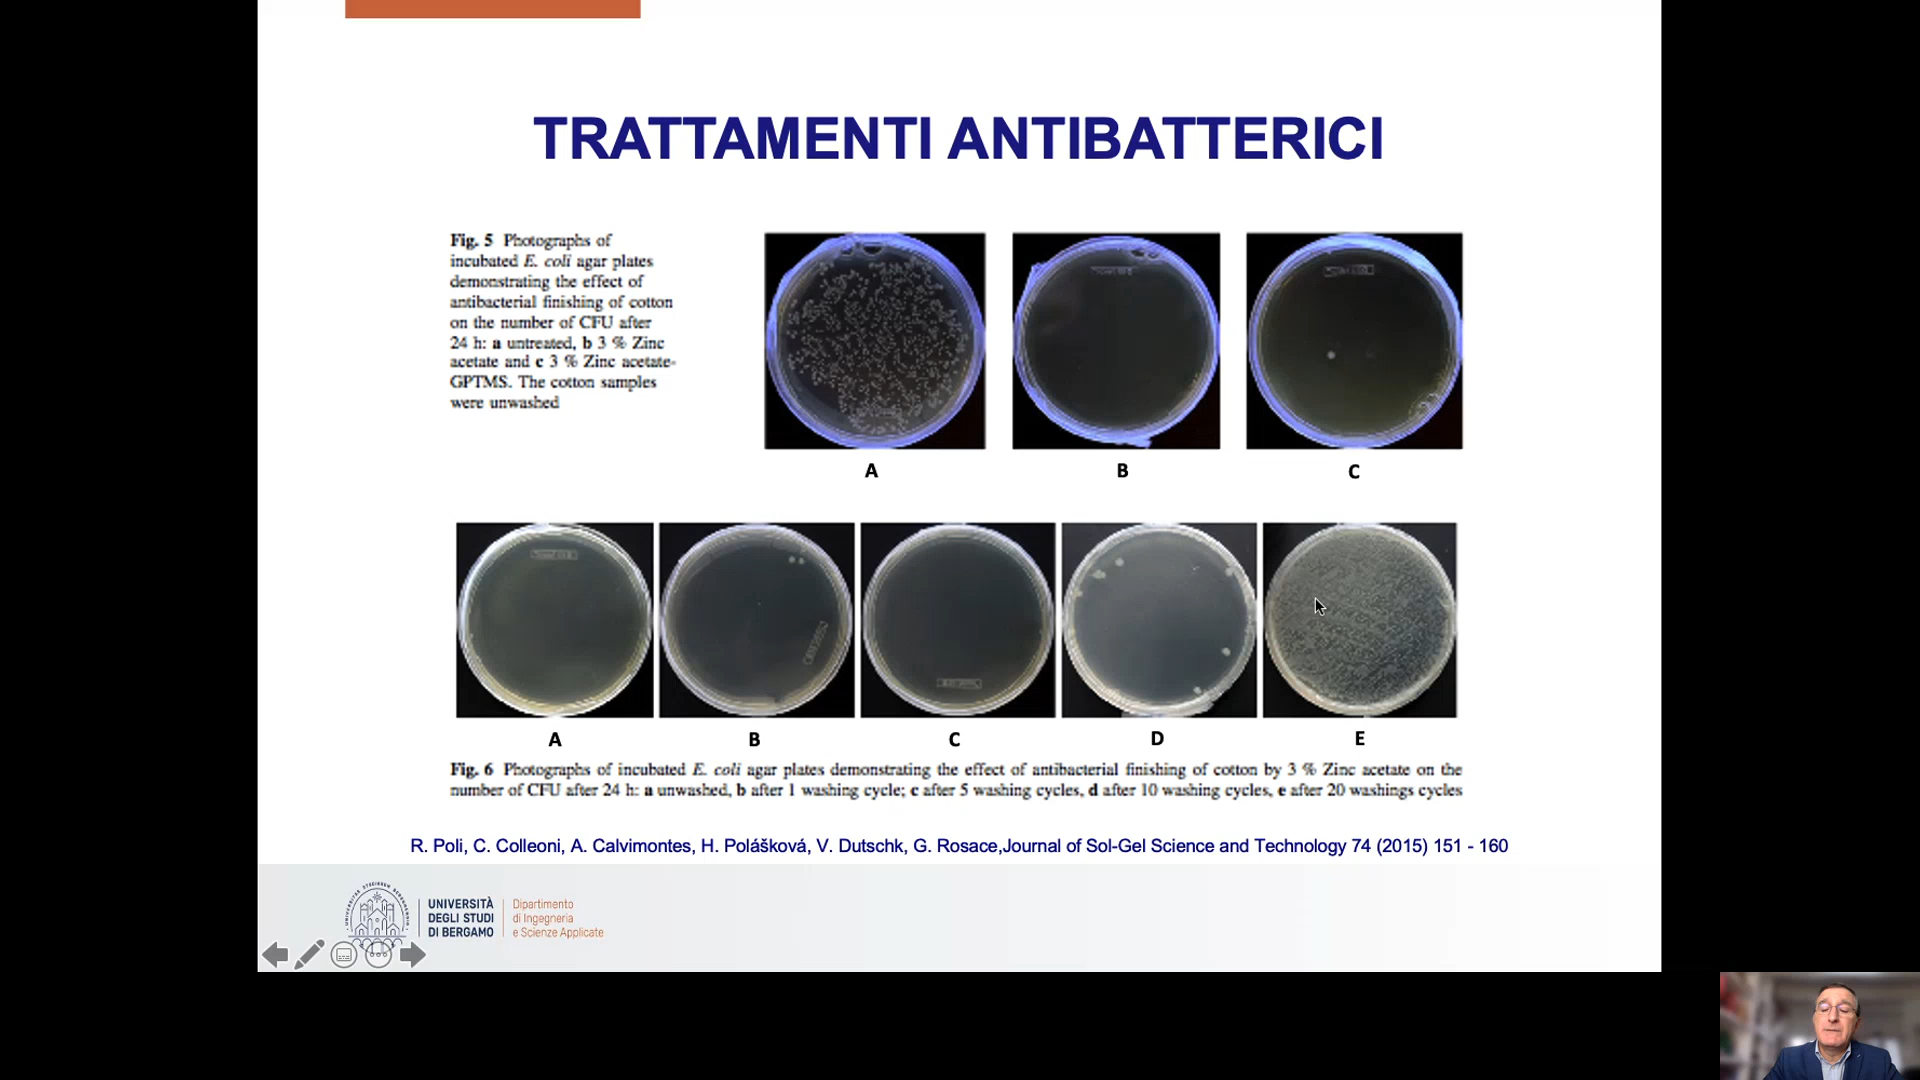 TRATTAMENTI ANTIBATTERICI
Fig. 5 Photographs of
incubated E. coli agar plates
demonstrating the effect of
antibacterial finishing of cotton
on the number of CFU after
24 h: a untreated, b 3 % Zinc
acetate and c 3 % Zinc acetate-
GPTMS. The cotton samples
were unwashed
A B C
A B C D E
Fig. 6 Photographs of incubated E. coli agar plates demonstrating the effect of antibacterial finishing of cotton by 3 % Zinc acetate on the
number of CFU after 24 h: a unwashed, b after 1 washing cycle; c after 5 washing cycles, d after 10 washing cycles, e after 20 washings cycles
R. Poli, C. Colleoni, A. Calvimontes, H. Polášková, V. Dutschk, G. Rosace,Journal of Sol-Gel Science and Technology 74 (2015) 151 - 160
UNIVERSITÀ
DEGLI STUDI
DI BERGAMO
Dipartimento
di Ingegneria
e Scienze Applicate